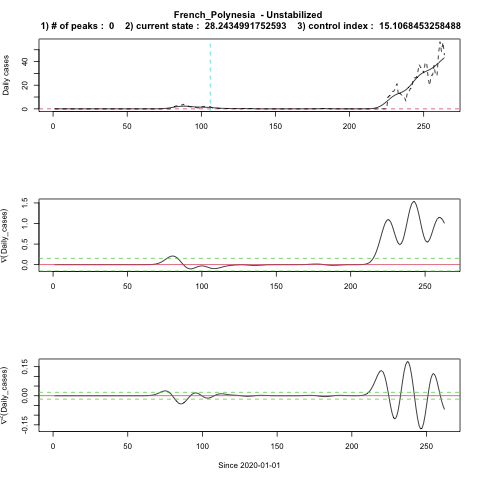 French_Polynesia - Unstabilized
1) # of peaks : 0 2) current state : 28.2434991752593 3) control index : 15.1068453258488
Daily cases
0 20 40
0 50 100 150 200 250
∇(Daily_cases)
0.0 0.5 1.0 1.5
0 50 100 150 200 250
∇²(Daily_cases)
-0.15 0.00 0.15
0 50 100 150 200 250
Since 2020-01-01